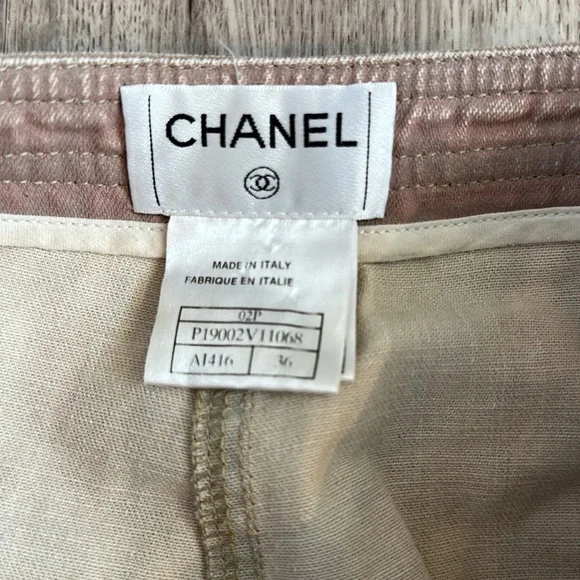 CHANEL
MADE IN ITALY
FABRIQUE EN ITALIE
02P
P19002V11068
A1416 36